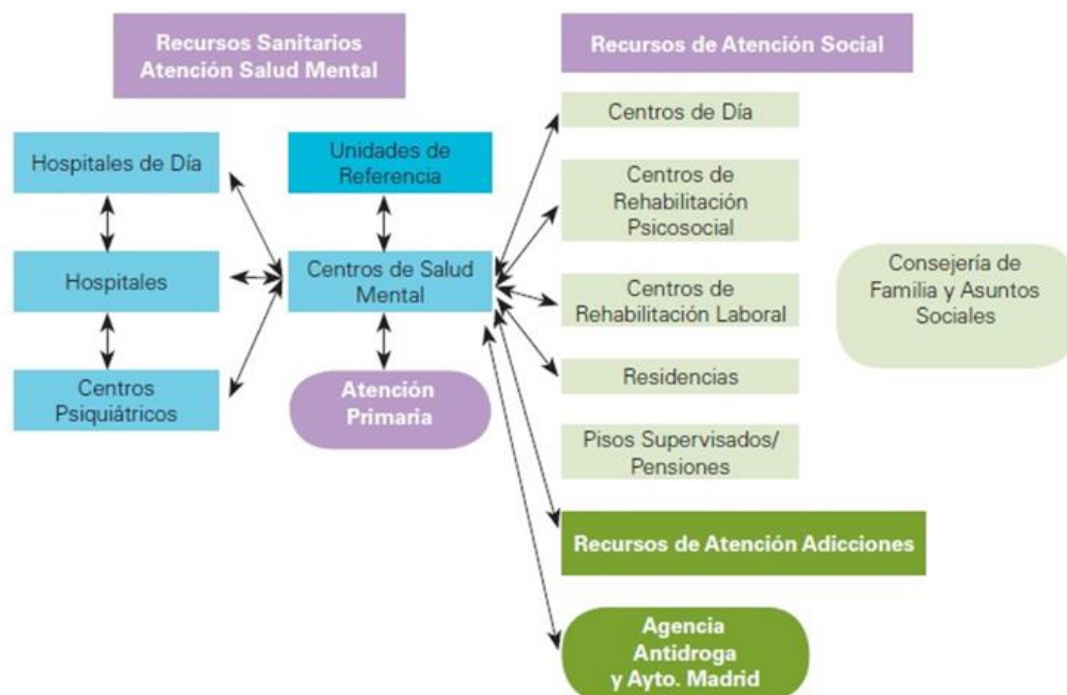 Recursos Sanitarios
Atención Salud Mental
Hospitales de Día
Hospitales
Centros
Psiquiátricos
Unidades de
Referencia
Centros de Salud
Mental
Atención
Primaria
Recursos de Atención Social
Centros de Día
Centros de
Rehabilitación
Psicosocial
Centros de
Rehabilitación Laboral
Residencias
Pisos Supervisados/
Pensiones
Consejería de
Familia y Asuntos
Sociales
Recursos de Atención Adicciones
Agencia
Antidroga
y Ayto. Madrid